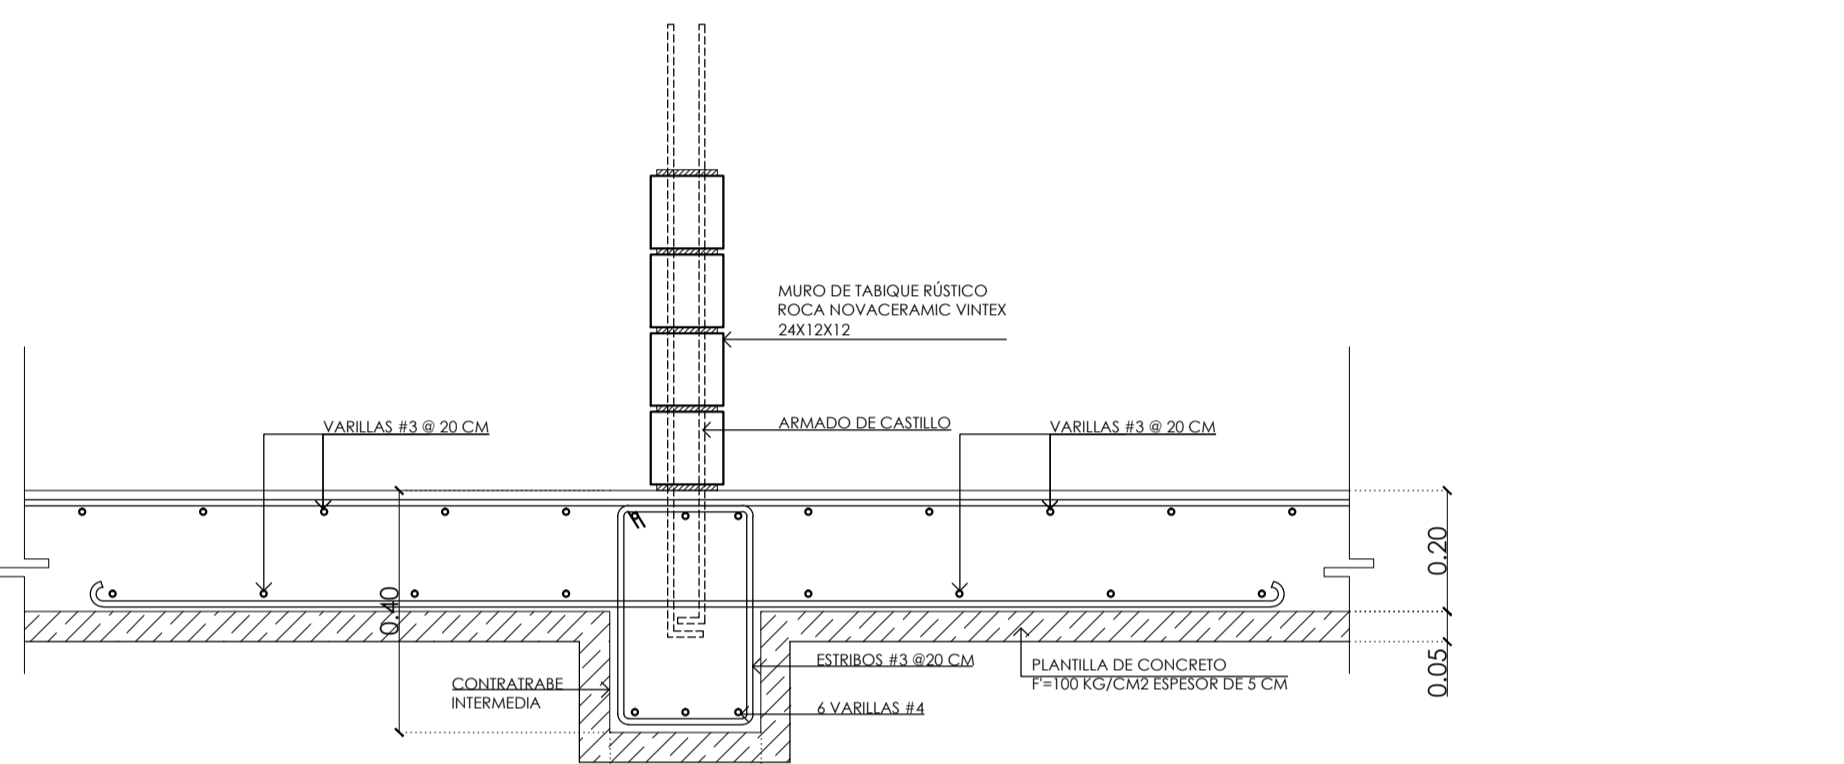 MURO DE TABIQUE RÚSTICO
ROCA NOVACERAMIC VINTEX
24X12X12
VARILLAS #3 @ 20 CM
ARMADO DE CASTILLO
VARILLAS #3 @ 20 CM
0.40
0.20
0.05
ESTRIBOS #3 @20 CM
PLANTILLA DE CONCRETO
F'=100 KG/CM2 ESPESOR DE 5 CM
CONTRATRABE
INTERMEDIA
6 VARILLAS #4